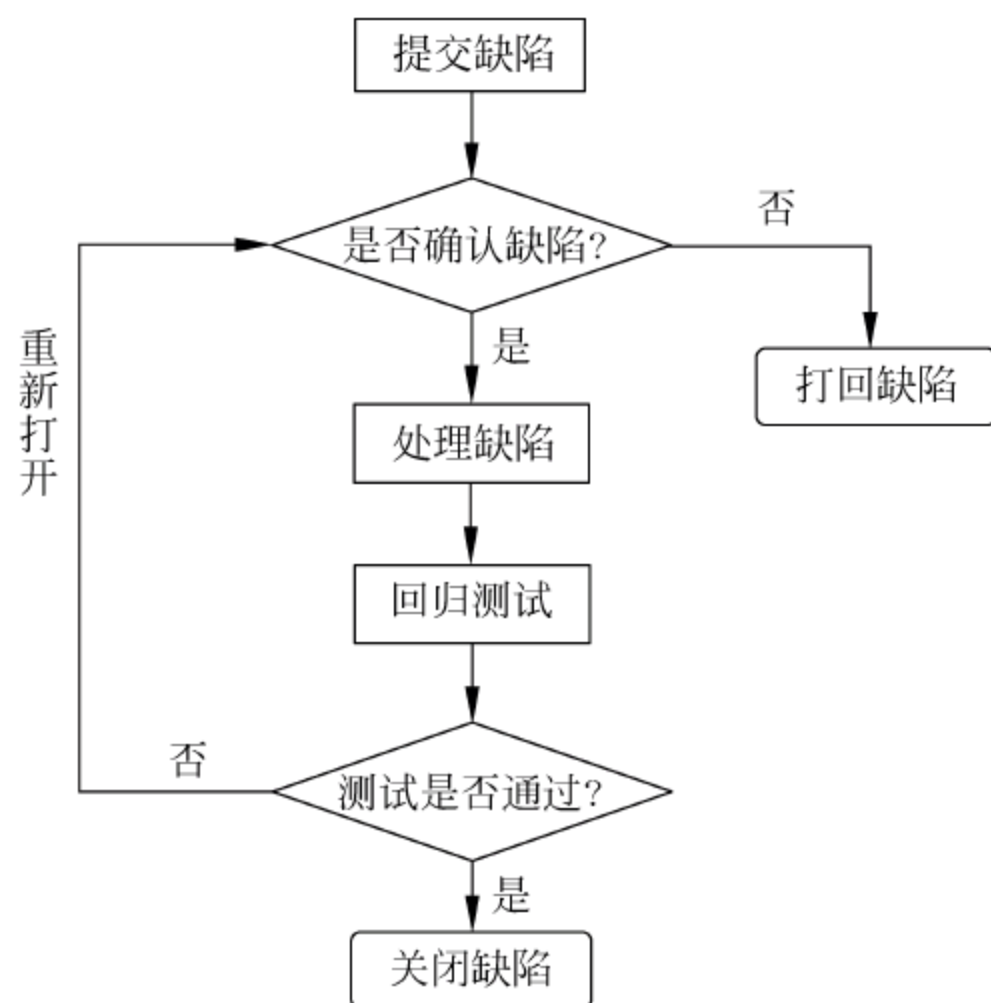 提交缺陷
是否确认缺陷?
否
打回缺陷
是
处理缺陷
重新打开
回归测试
测试是否通过?
否
是
关闭缺陷